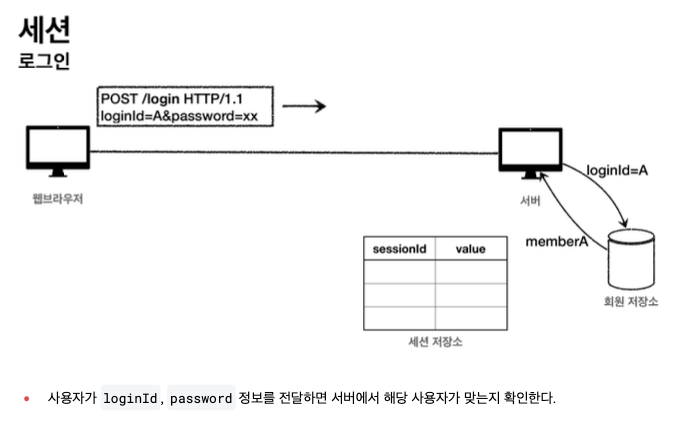 세션
로그인
POST /login HTTP/1.1
loginId=A&password=xx
웹브라우저
서버
loginId=A
memberA
회원 저장소
sessionId value
세션 저장소
사용자가 loginId, password 정보를 전달하면 서버에서 해당 사용자가 맞는지 확인한다.